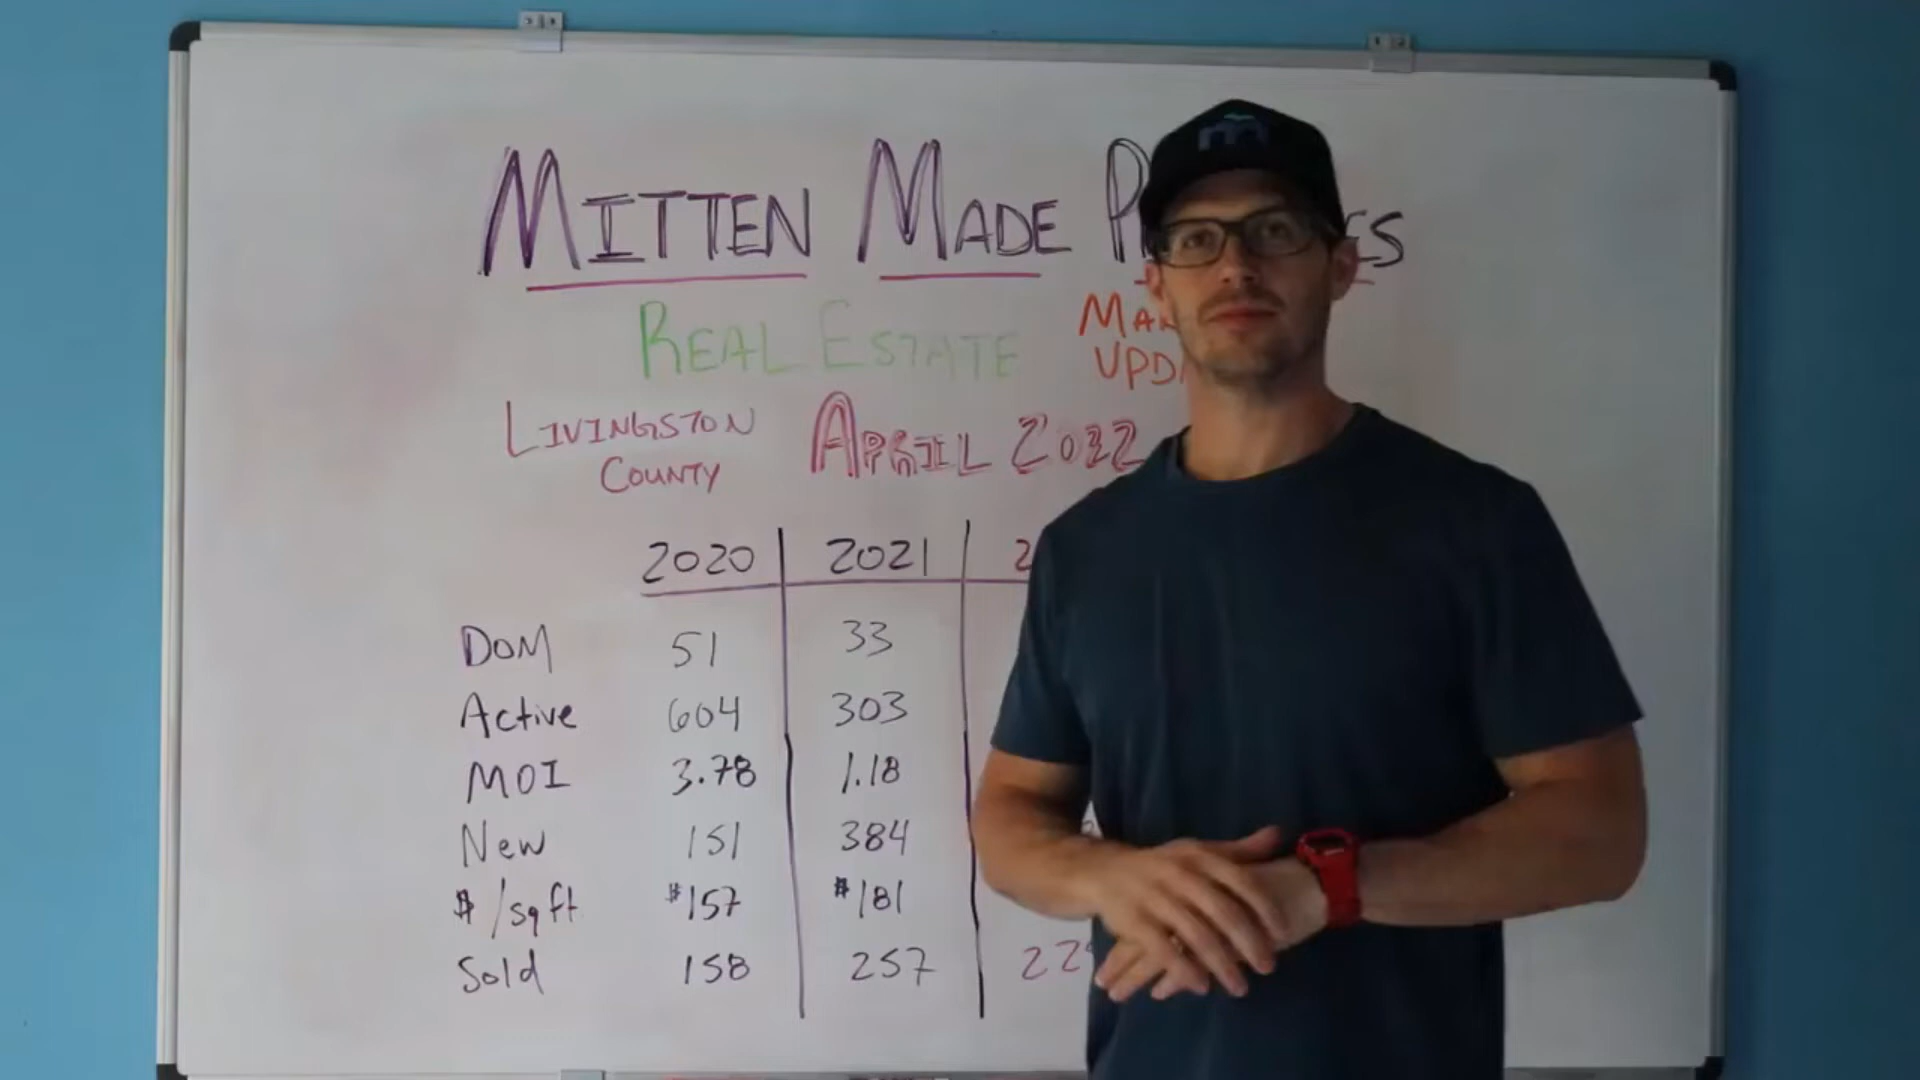 MITTEN MADE
REAL ESTATE
LIVINGSTON COUNTY
APRIL 2022
2020 2021
DOM 51 33
Active 604 303
MOI 3.78 1.18
New 151 384
$/sqft $157 $181
Sold 158 257